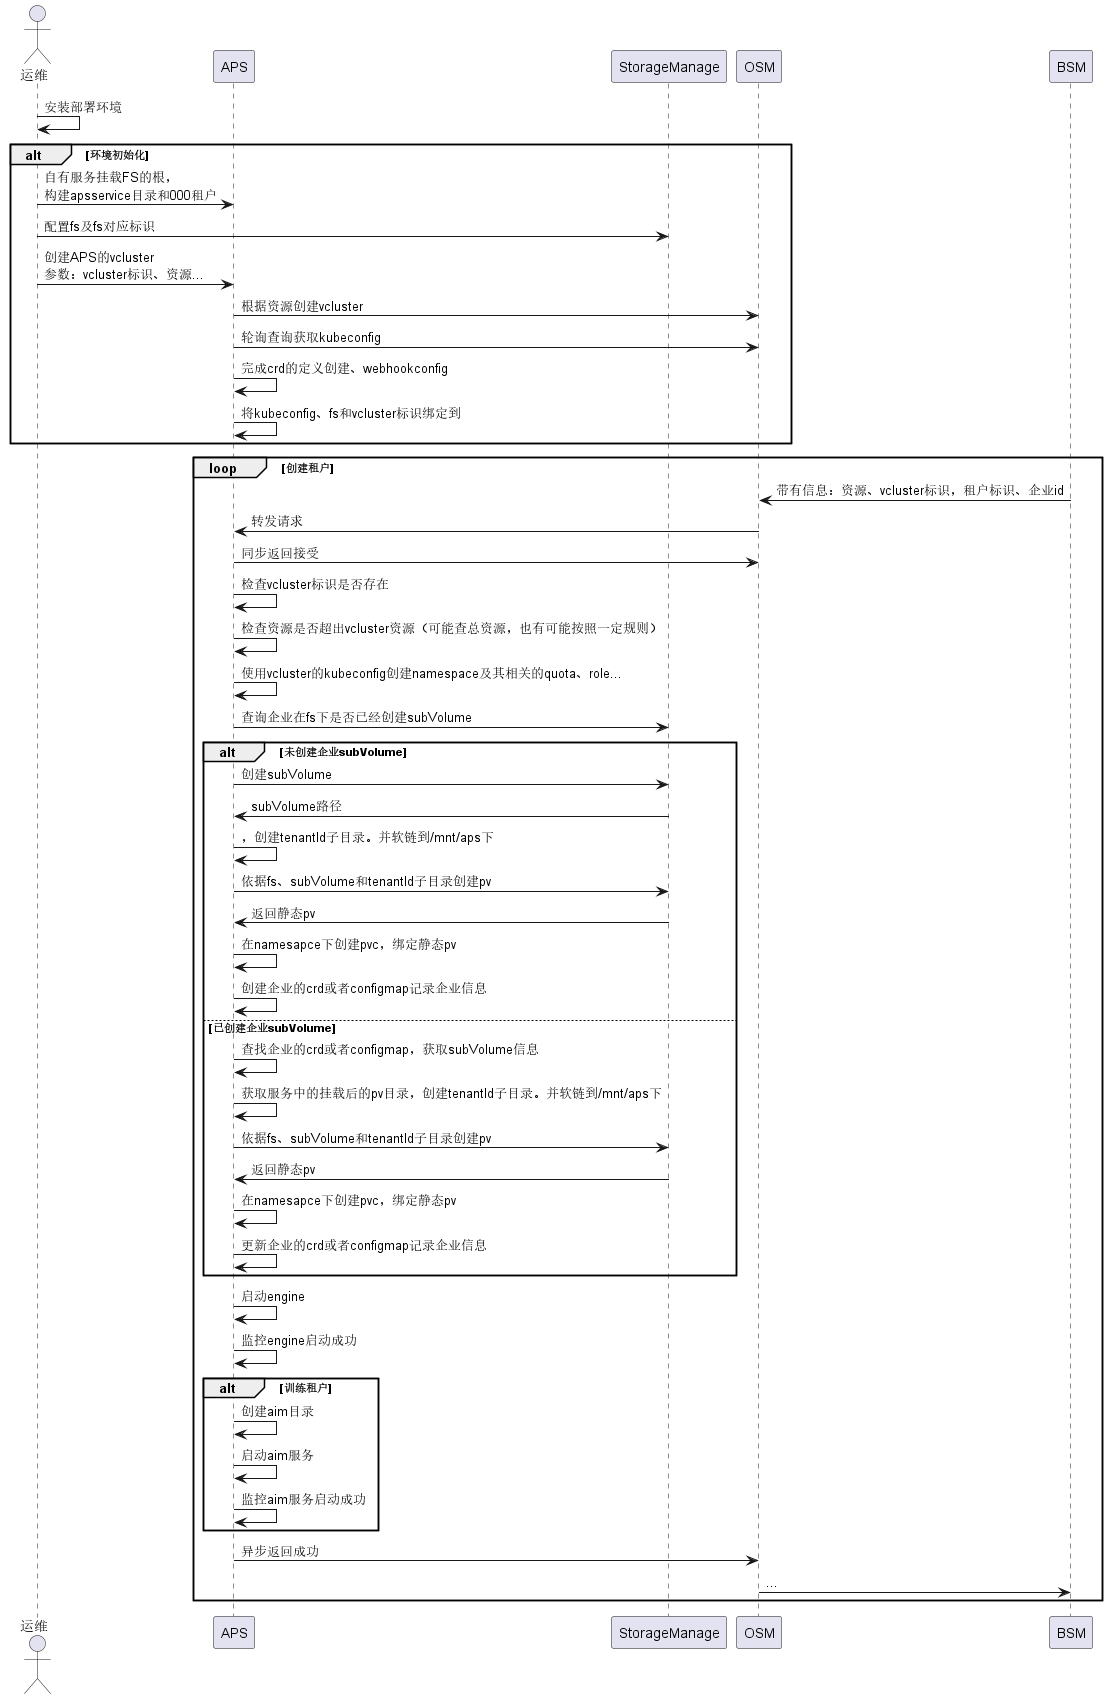 运维
APS
StorageManage
OSM
BSM
安装部署环境
alt
[环境初始化]
自有服务挂载FS的根，
构建apsservice目录和000租户
配置fs及fs对应标识
创建APS的vcluster
参数：vcluster标识、资源...
根据资源创建vcluster
轮询查询获取kubeconfig
完成crd的定义创建、webhookconfig
将kubeconfig、fs和vcluster标识绑定到
loop
[创建租户]
带有信息：资源、vcluster标识，租户标识、企业id
转发请求
同步返回接受
检查vcluster标识是否存在
检查资源是否超出vcluster资源（可能查总资源，也有可能按照一定规则）
使用vcluster的kubeconfig创建namespace及其相关的quota、role...
查询企业在fs下是否已经创建subVolume
alt
[未创建企业subVolume]
创建subVolume
subVolume路径
，创建tenantId子目录。并软链到/mnt/aps下
依据fs、subVolume和tenantId子目录创建pv
返回静态pv
在namesapce下创建pvc，绑定静态pv
创建企业的crd或者configmap记录企业信息
[已创建企业subVolume]
查找企业的crd或者configmap，获取subVolume信息
获取服务中的挂载后的pv目录，创建tenantId子目录。并软链到/mnt/aps下
依据fs、subVolume和tenantId子目录创建pv
返回静态pv
在namesapce下创建pvc，绑定静态pv
更新企业的crd或者configmap记录企业信息
启动engine
监控engine启动成功
alt
[训练租户]
创建aim目录
启动aim服务
监控aim服务启动成功
异步返回成功
...
运维
APS
StorageManage
OSM
BSM